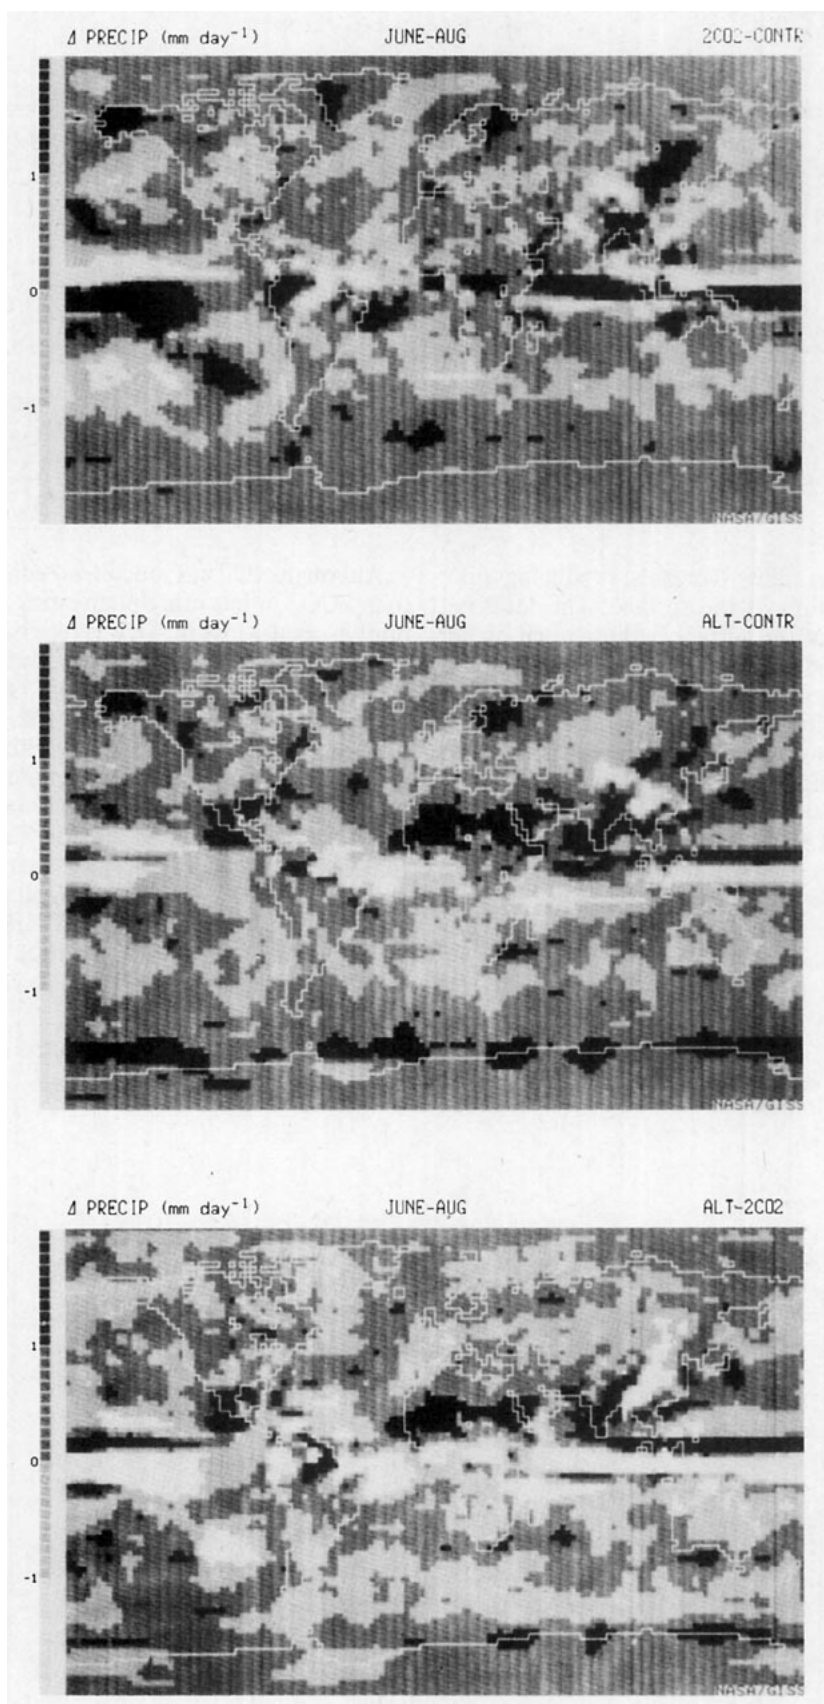 Δ PRECIP (mm day⁻¹) JUNE-AUG 2CO2-CONTR
1
0
-1
NASA/GISS
Δ PRECIP (mm day⁻¹) JUNE-AUG ALT-CONTR
1
0
-1
NASA/GISS
Δ PRECIP (mm day⁻¹) JUNE-AUG ALT-2CO2
1
0
-1
NASA/GISS